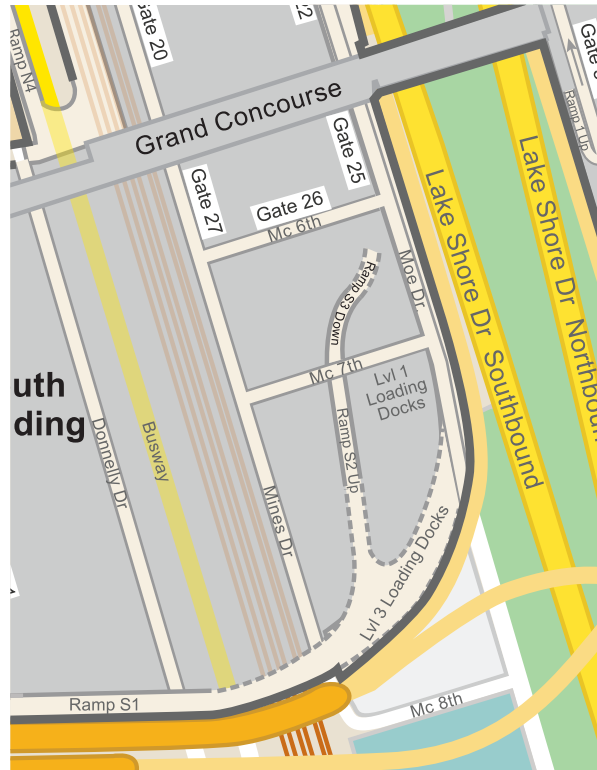 Ramp N4
Gate 20
Grand Concourse
Ramp 1 Up
Gate 25
Gate 26
Gate 27
Mc 6th
Moe Dr.
Lake Shore Dr Southbound
Lake Shore Dr
Ramp S3 Down
Mc 7th
Lvl 1
Loading
Docks
uth
ding
Donnelly Dr
Busway
Mines Dr
Ramp S2 Up
Lvl 3 Loading Docks
Ramp S1
Mc 8th